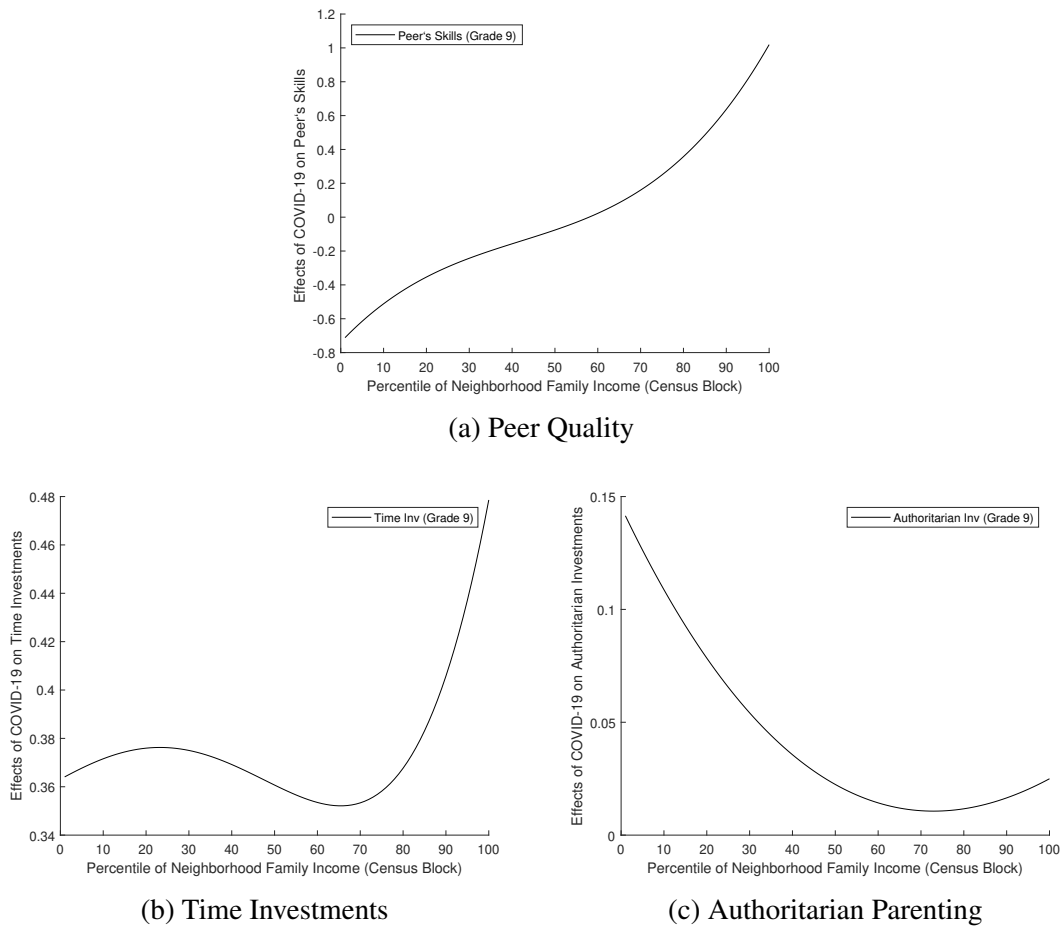 Effects of COVID-19 on Peer's Skills
1.2
1
0.8
0.6
0.4
0.2
0
-0.2
-0.4
-0.6
-0.8
Peer's Skills (Grade 9)
0 10 20 30 40 50 60 70 80 90 100
Percentile of Neighborhood Family Income (Census Block)
(a) Peer Quality
Effects of COVID-19 on Time Investments
0.48
0.46
0.44
0.42
0.4
0.38
0.36
0.34
Time Inv (Grade 9)
0 10 20 30 40 50 60 70 80 90 100
Percentile of Neighborhood Family Income (Census Block)
(b) Time Investments
Effects of COVID-19 on Authoritarian Investments
0.15
0.1
0.05
0
Authoritarian Inv (Grade 9)
0 10 20 30 40 50 60 70 80 90 100
Percentile of Neighborhood Family Income (Census Block)
(c) Authoritarian Parenting